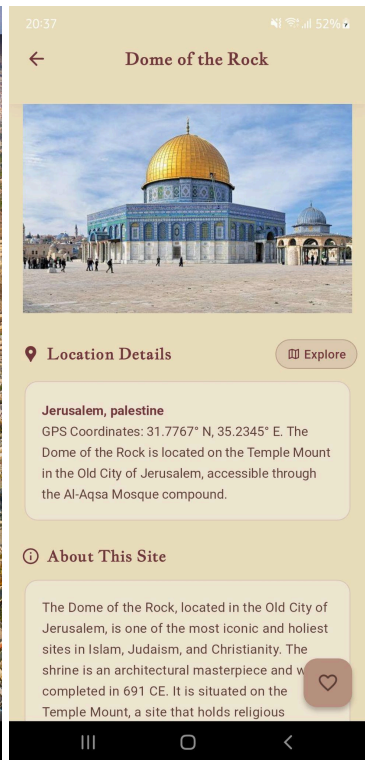 20:37
52%
Dome of the Rock
Location Details
Explore
Jerusalem, palestine
GPS Coordinates: 31.7767° N, 35.2345° E. The
Dome of the Rock is located on the Temple Mount
in the Old City of Jerusalem, accessible through
the Al-Aqsa Mosque compound.
About This Site
The Dome of the Rock, located in the Old City of
Jerusalem, is one of the most iconic and holiest
sites in Islam, Judaism, and Christianity. The
shrine is an architectural masterpiece and
completed in 691 CE. It is situated on the
Temple Mount, a site that holds religious